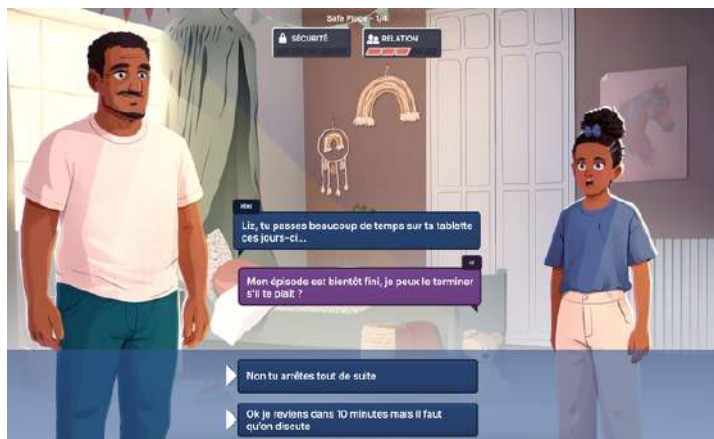 Safe Place - 1/4
SÉCURITÉ
RELATION
Liz, tu passes beaucoup de temps sur ta tablette
ces jours-ci...
Mon épisode est bientôt fini, je peux le terminer
s'il te plaît ?
Non tu arrêtes tout de suite
Ok je reviens dans 10 minutes mais il faut
qu'on discute